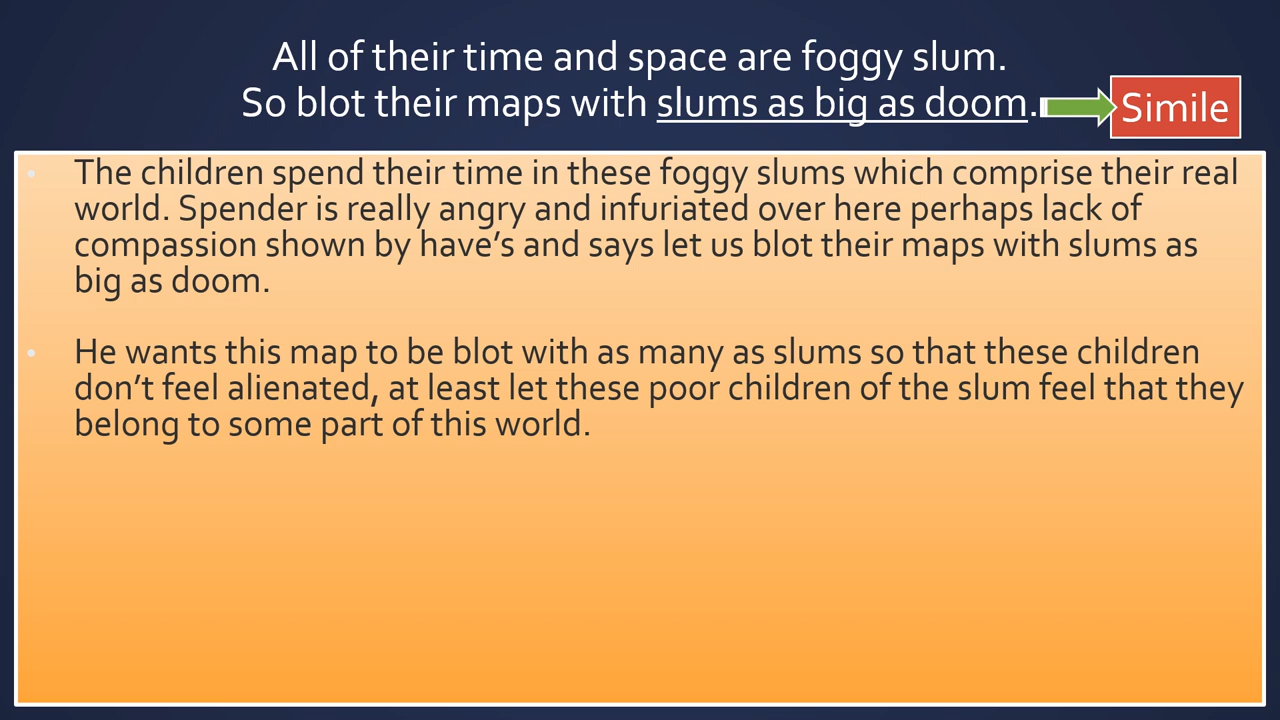 All of their time and space are foggy slum.
So blot their maps with slums as big as doom.
Simile
• The children spend their time in these foggy slums which comprise their real
world. Spender is really angry and infuriated over here perhaps lack of
compassion shown by have’s and says let us blot their maps with slums as
big as doom.
• He wants this map to be blot with as many as slums so that these children
don’t feel alienated, at least let these poor children of the slum feel that they
belong to some part of this world.